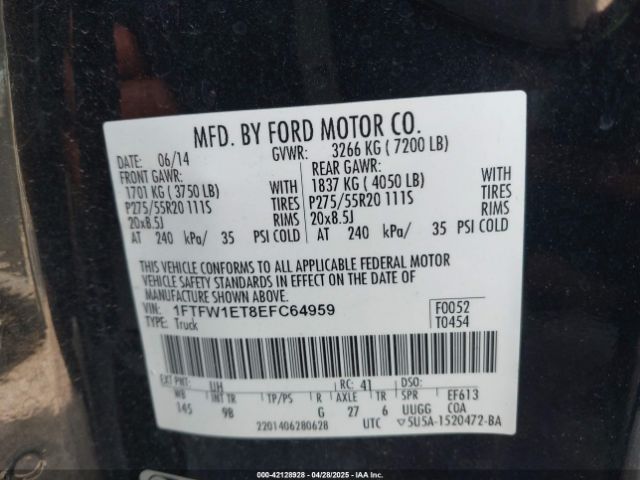 MFD. BY FORD MOTOR CO.
DATE: 06/14 GVWR: 3266 KG ( 7200 LB)
FRONT GAWR: REAR GAWR:
1701 KG ( 3750 LB) WITH 1837 KG ( 4050 LB) WITH
P275/55R20 111S TIRES P275/55R20 111S TIRES
20x8.5J RIMS 20x8.5J RIMS
AT 240 kPa/ 35 PSI COLD AT 240 kPa/ 35 PSI COLD
THIS VEHICLE CONFORMS TO ALL APPLICABLE FEDERAL MOTOR
VEHICLE SAFETY STANDARDS IN EFFECT ON THE DATE OF
MANUFACTURE SHOWN ABOVE.
VIN: 1FTFW1ET8EFC64959 F0052
TYPE: Truck T0454
EXT PNT: UH RC: 41 DSO:
WB INT TR TP/PS R AXLE TR SPR EF613
145 9B G 27 6 UUGG COA
2201406280628 UTC ▽5U5A-1520472-BA
000-42128928 - 04/28/2025 - IAA Inc.